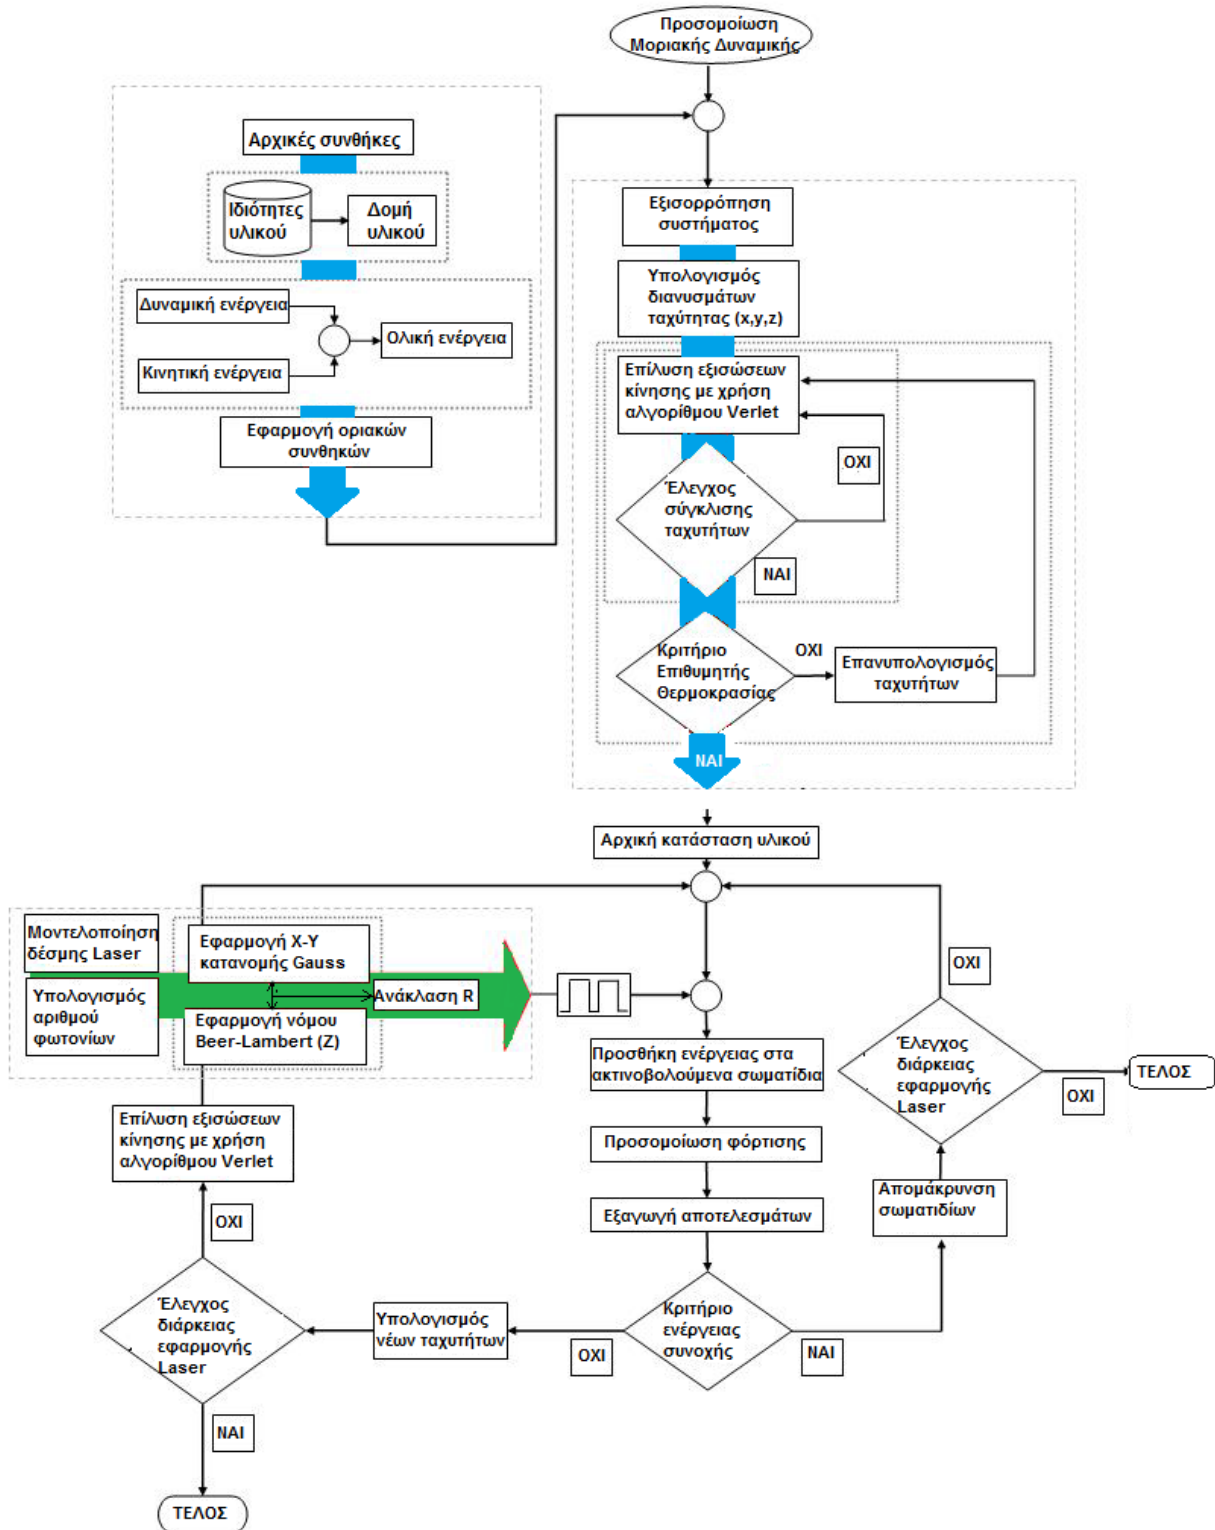 Προσομοίωση
Μοριακής Δυναμικής
Αρχικές συνθήκες
Ιδιότητες
υλικού
Δομή
υλικού
Δυναμική ενέργεια
Ολική ενέργεια
Κινητική ενέργεια
Εφαρμογή οριακών
συνθηκών
Εξισορρόπηση
συστήματος
Υπολογισμός
διανυσμάτων
ταχύτητας (x,y,z)
Επίλυση εξισώσεων
κίνησης με χρήση
αλγορίθμου Verlet
ΟΧΙ
Έλεγχος
σύγκλισης
ταχυτήτων
ΝΑΙ
Κριτήριο
Επιθυμητής
Θερμοκρασίας
ΟΧΙ
Επανυπολογισμός
ταχυτήτων
ΝΑΙ
Αρχική κατάσταση υλικού
Μοντελοποίηση
δέσμης Laser
Εφαρμογή X-Y
κατανομής Gauss
Υπολογισμός
αριθμού
φωτονίων
Ανάκλαση R
Εφαρμογή νόμου
Beer-Lambert (Z)
Προσθήκη ενέργειας στα
ακτινοβολούμενα σωματίδια
Προσομοίωση φόρτισης
Εξαγωγή αποτελεσμάτων
Κριτήριο
ενέργειας
συνοχής
ΝΑΙ
Απομάκρυνση
σωματιδίων
Έλεγχος
διάρκειας
εφαρμογής
Laser
ΟΧΙ
ΟΧΙ
ΤΕΛΟΣ
ΟΧΙ
Υπολογισμός
νέων ταχυτήτων
Έλεγχος
διάρκειας
εφαρμογής
Laser
ΟΧΙ
Επίλυση εξισώσεων
κίνησης με χρήση
αλγορίθμου Verlet
ΝΑΙ
ΤΕΛΟΣ